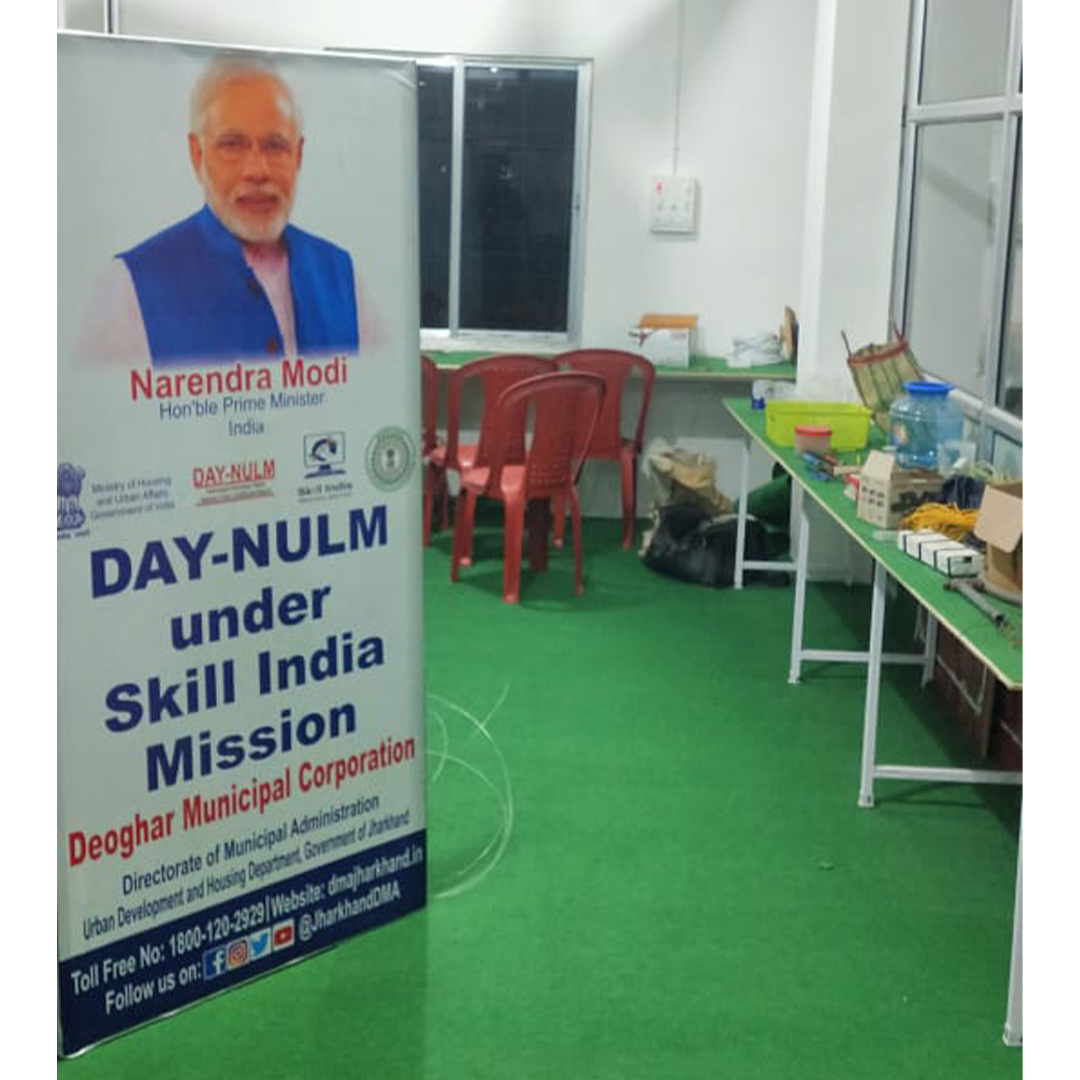 Narendra Modi
Hon'ble Prime Minister
India
Ministry of Housing
and Urban Affairs
Government of India
DAY-NULM
Skill India
DAY-NULM
under
Skill India
Mission
Deoghar Municipal Corporation
Directorate of Municipal Administration
Urban Development and Housing Department, Government of Jharkhand
Toll Free No: 1800-120-2929|Website: dmajharkhand.in
Follow us on: @JharkhandDMA